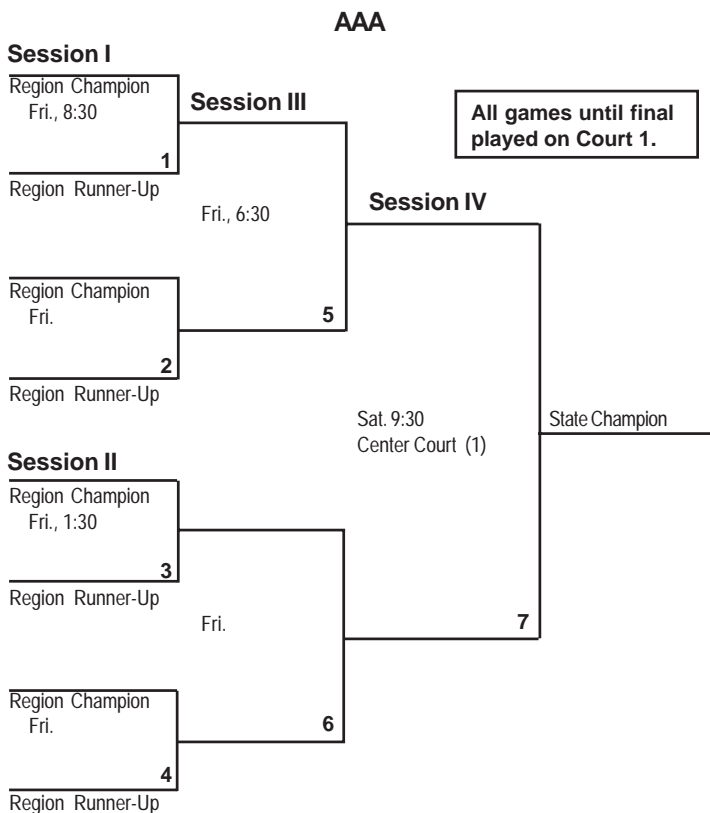 AAA
Session I
Region Champion
Fri., 8:30
1
Region Runner-Up
Session III
Fri., 6:30
All games until final
played on Court 1.
Session IV
Region Champion
Fri.
2
Region Runner-Up
5
Sat. 9:30
Center Court (1)
State Champion
Session II
Region Champion
Fri., 1:30
3
Region Runner-Up
Fri.
7
Region Champion
Fri.
4
Region Runner-Up
6